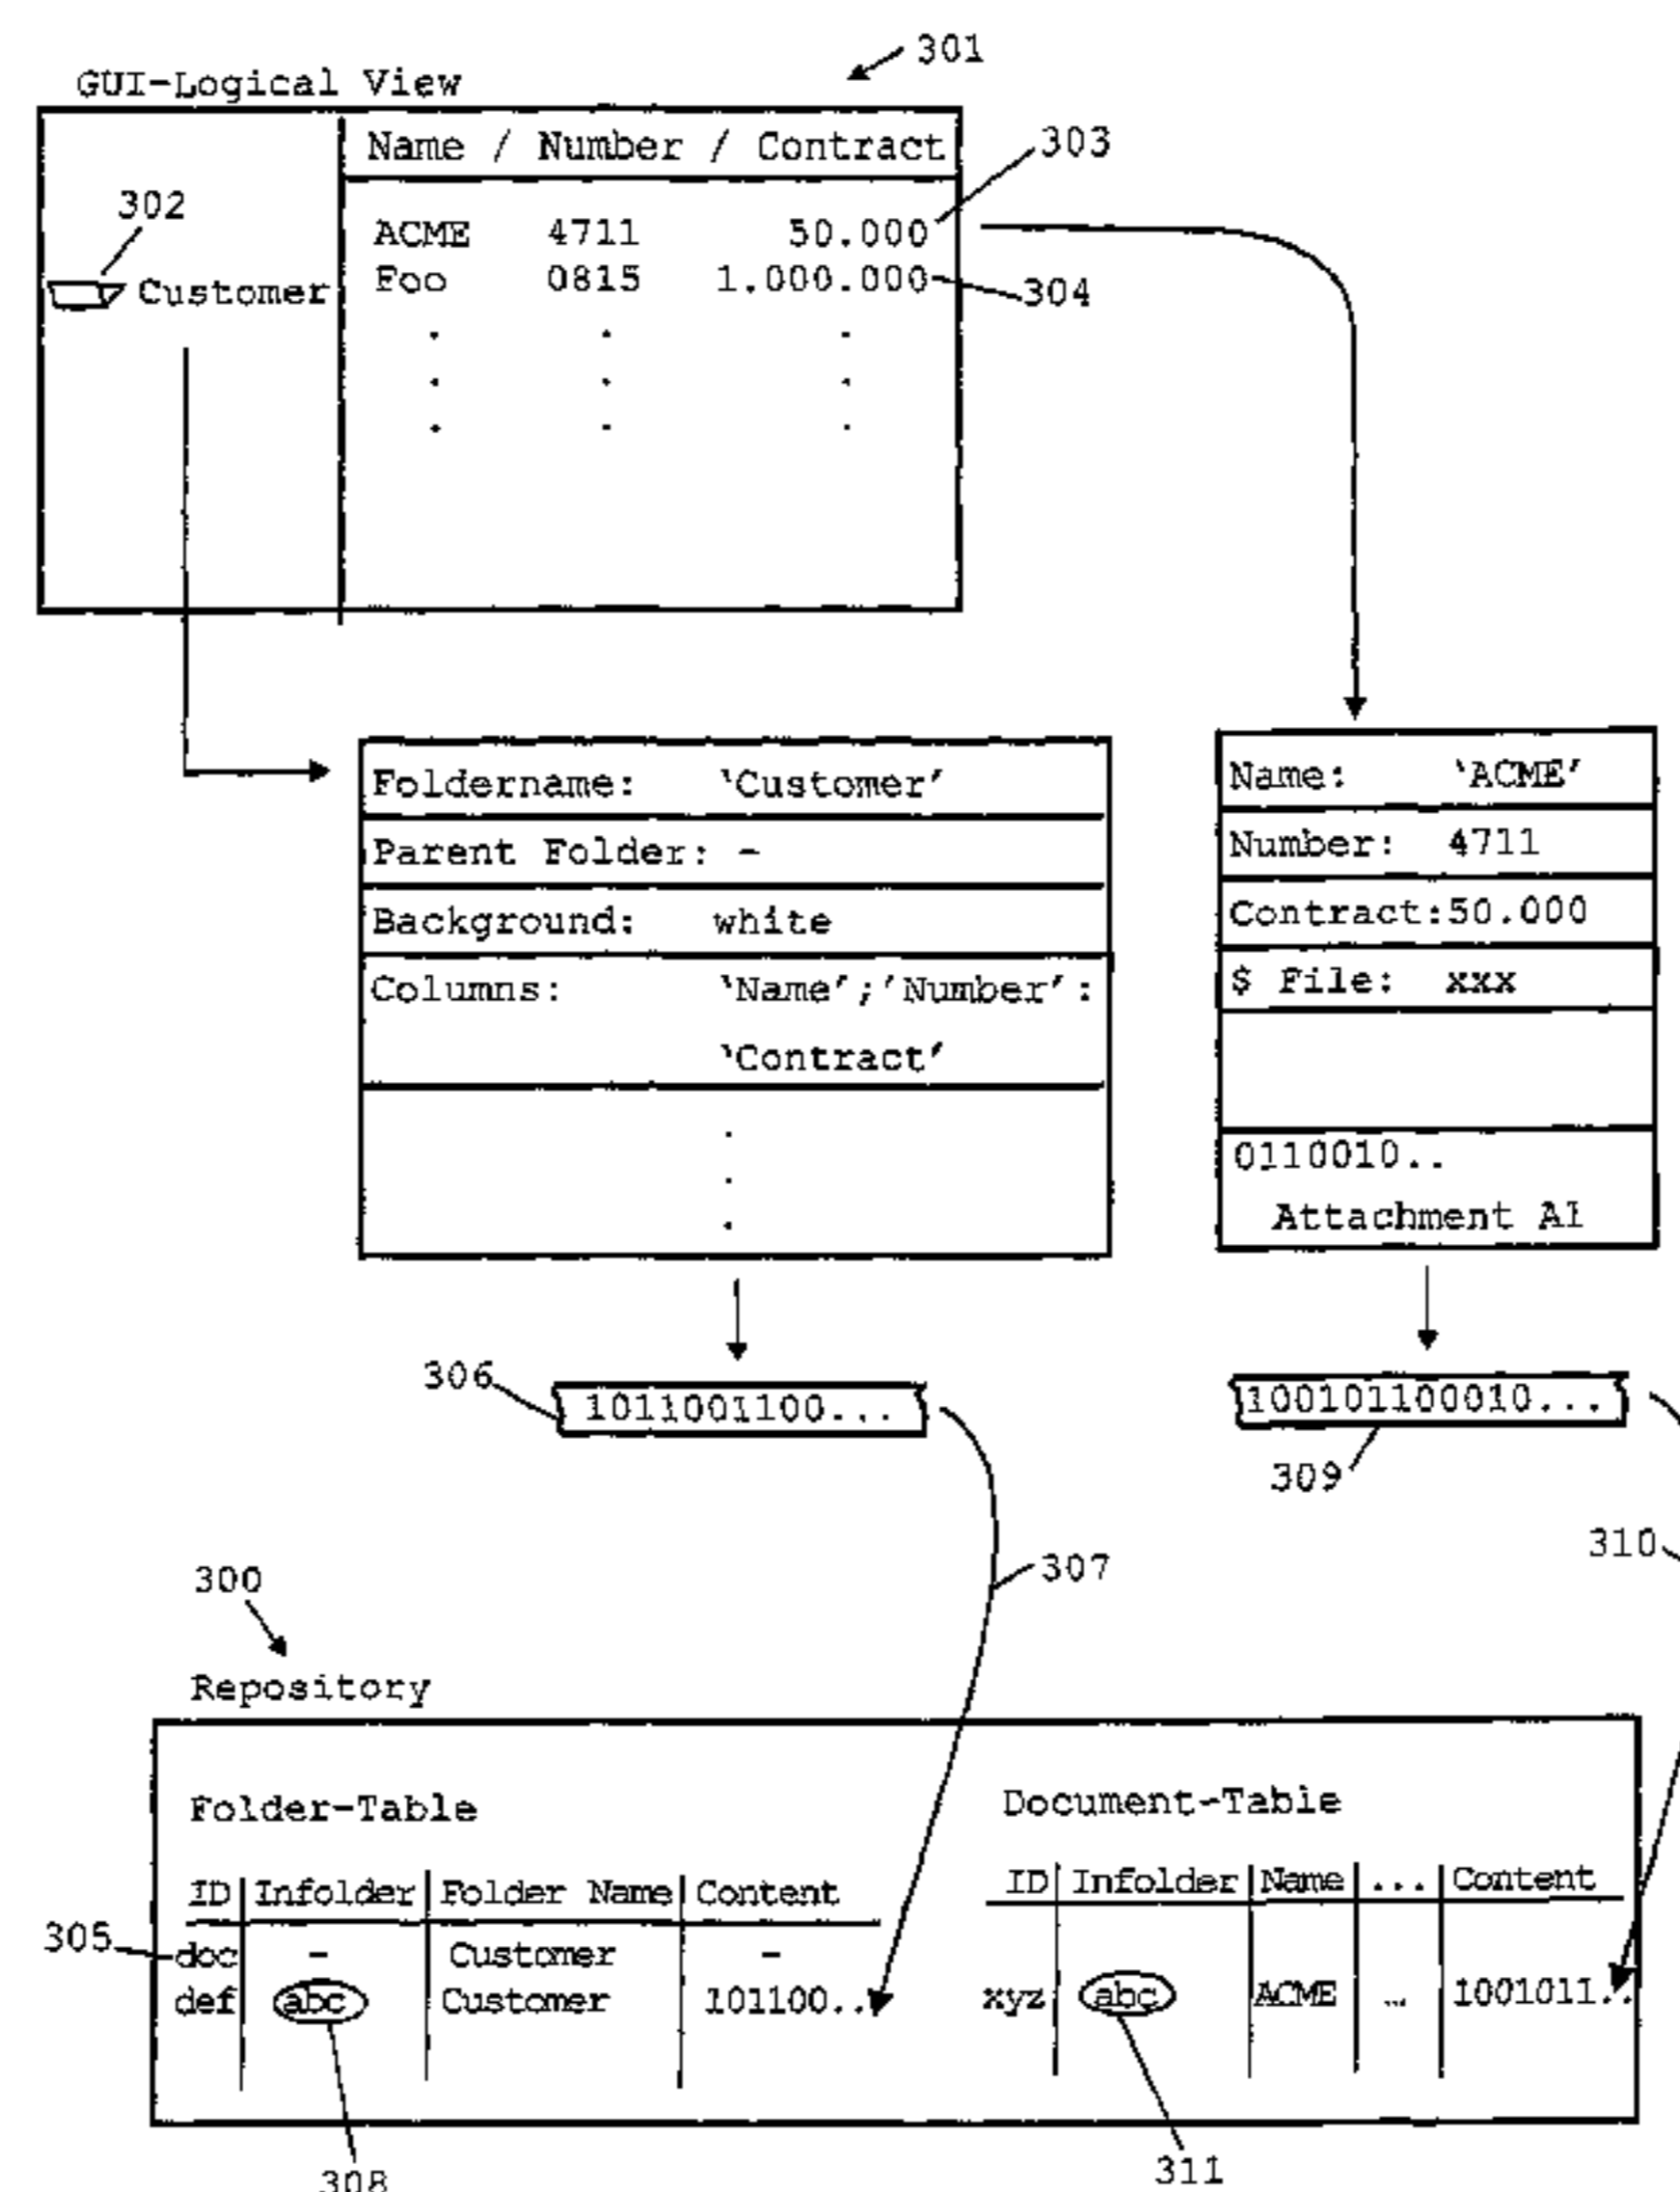 301
GUI-Logical View
Name / Number / Contract
303
302
ACME 4711 50.000
Customer
Foo 0815 1.000.000
304
Foldername: 'Customer'
Parent Folder: -
Background: white
Columns: 'Name';'Number':
'Contract'
Name: 'ACME'
Number: 4711
Contract:50.000
$ File: xxx
0110010..
Attachment A1
306
1011001100...
100101100010...
309
310
307
300
Repository
Folder-Table
ID Infolder Folder Name Content
305
doc - Customer -
def abc Customer 101100..
308
Document-Table
ID Infolder Name ... Content
xyz abc ACME ... 1001011..
311